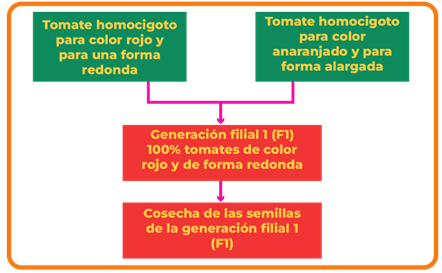 Tomate homocigoto
para color rojo y
para una forma
redonda
Tomate homocigoto
para color
anaranjado y para
forma alargada
Generación filial 1 (F1)
100% tomates de color
rojo y de forma redonda
Cosecha de las semillas
de la generación filial 1
(F1)